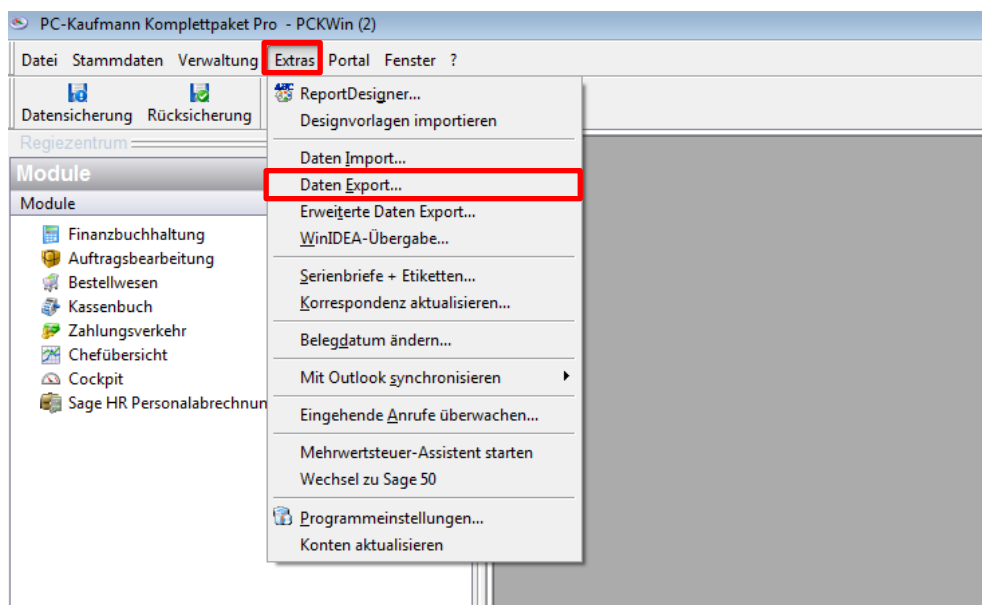 PC-Kaufmann Komplettpaket Pro - PCKWin (2)
Datei Stammdaten Verwaltung Extras Portal Fenster ?
Datensicherung Rücksicherung
Regiezentrum
Module
Module
Finanzbuchhaltung
Auftragsbearbeitung
Bestellwesen
Kassenbuch
Zahlungsverkehr
Chefübersicht
Cockpit
Sage HR Personalabrechnun
ReportDesigner...
Designvorlagen importieren
Daten Import...
Daten Export...
Erweiterte Daten Export...
WinIDEA-Übergabe...
Serienbriefe + Etiketten...
Korrespondenz aktualisieren...
Belegdatum ändern...
Mit Outlook synchronisieren
Eingehende Anrufe überwachen...
Mehrwertsteuer-Assistent starten
Wechsel zu Sage 50
Programmeinstellungen...
Konten aktualisieren